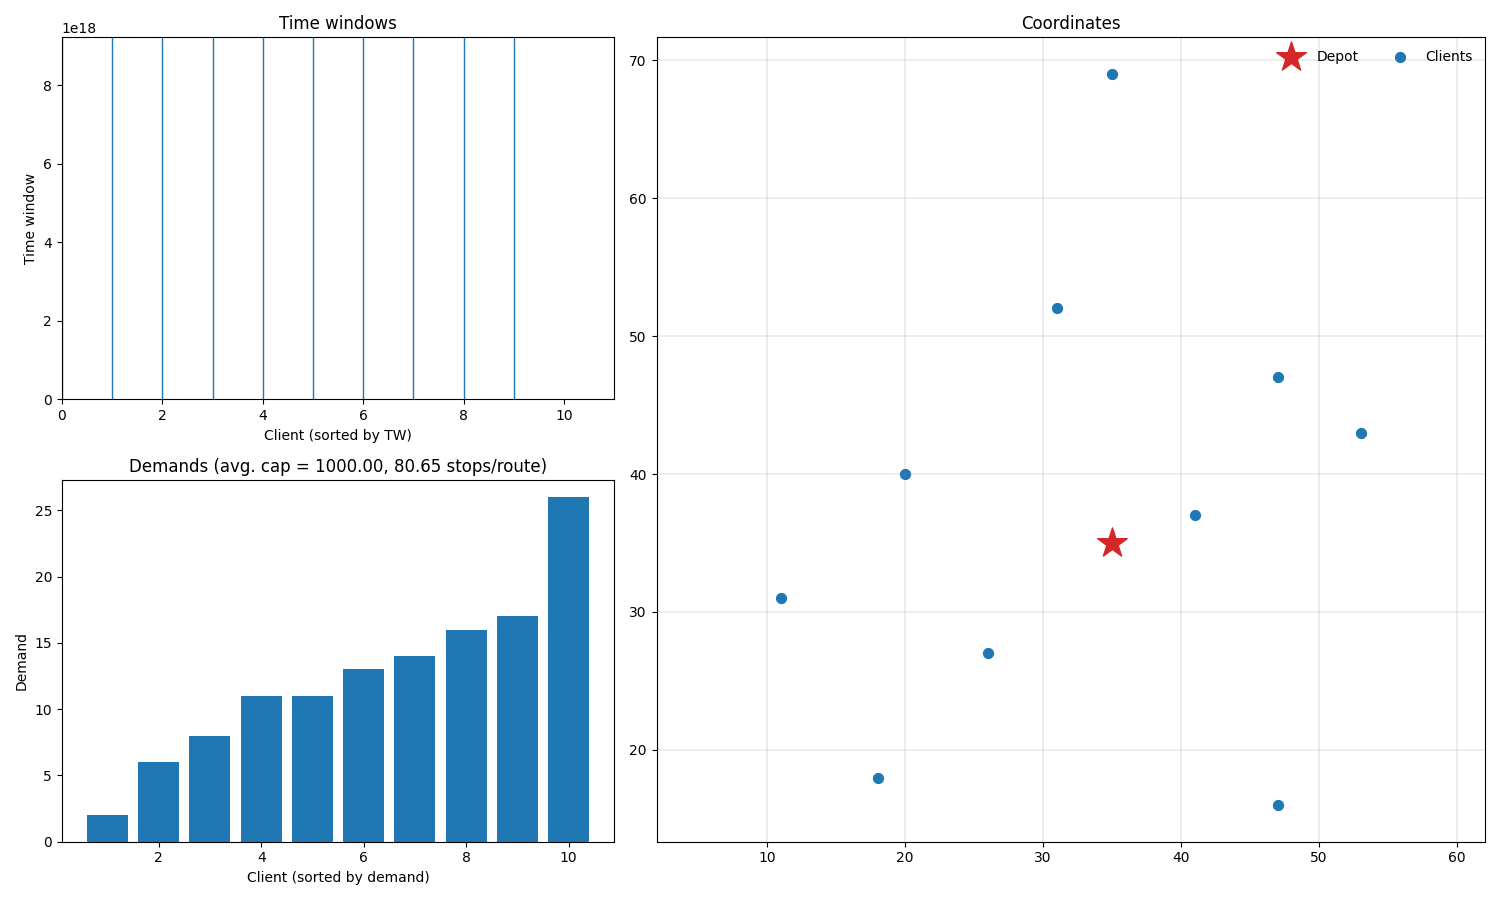 Time windows
1e18
8
6
4
2
0
Time window
0 2 4 6 8 10
Client (sorted by TW)
Demands (avg. cap = 1000.00, 80.65 stops/route)
25
20
15
10
5
0
Demand
2 4 6 8 10
Client (sorted by demand)
Coordinates
Depot Clients
70
60
50
40
30
20
10 20 30 40 50 60